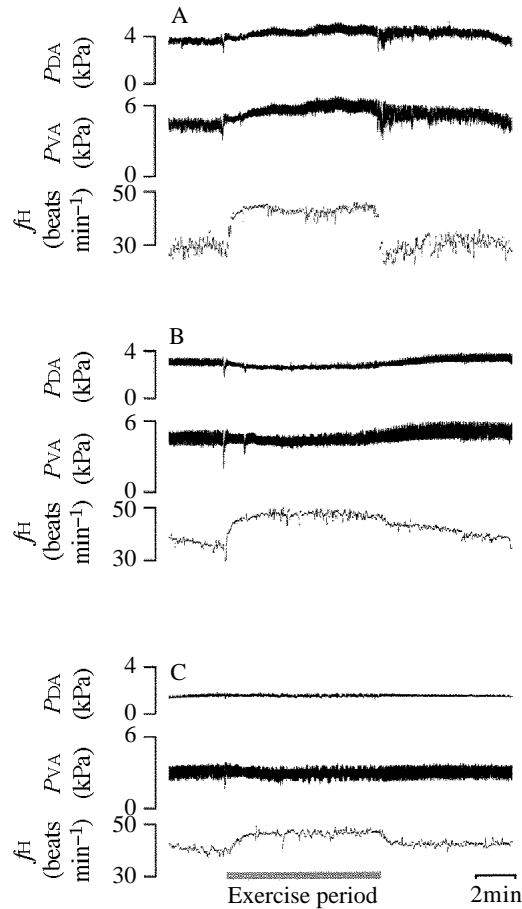 A
PDA
(kPa)
4
0
PVA
(kPa)
6
0
fH
(beats
min–1)
50
30
B
PDA
(kPa)
4
0
PVA
(kPa)
6
0
fH
(beats
min–1)
50
30
C
PDA
(kPa)
4
0
PVA
(kPa)
6
0
fH
(beats
min–1)
50
30
Exercise period
2min